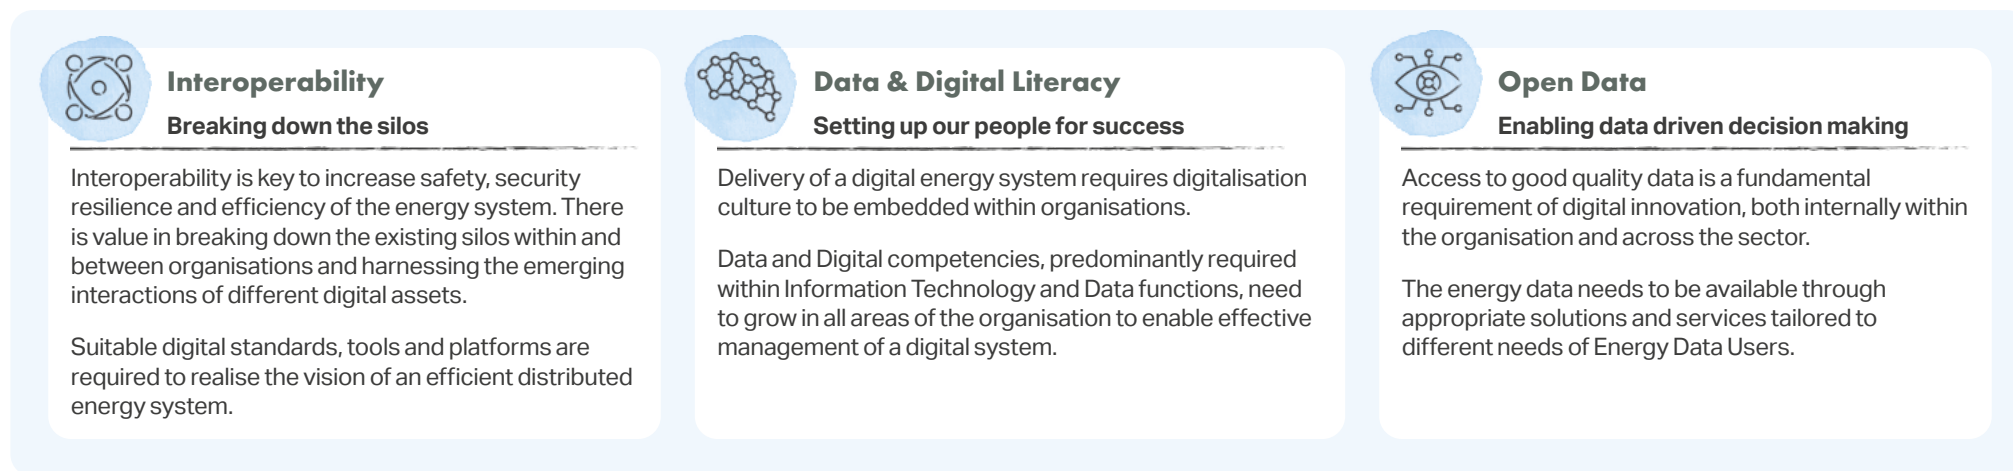 Interoperability
Breaking down the silos
Interoperability is key to increase safety, security
resilience and efficiency of the energy system. There
is value in breaking down the existing silos within and
between organisations and harnessing the emerging
interactions of different digital assets.
Suitable digital standards, tools and platforms are
required to realise the vision of an efficient distributed
energy system.
Data & Digital Literacy
Setting up our people for success
Delivery of a digital energy system requires digitalisation
culture to be embedded within organisations.
Data and Digital competencies, predominantly required
within Information Technology and Data functions, need
to grow in all areas of the organisation to enable effective
management of a digital system.
Open Data
Enabling data driven decision making
Access to good quality data is a fundamental
requirement of digital innovation, both internally within
the organisation and across the sector.
The energy data needs to be available through
appropriate solutions and services tailored to
different needs of Energy Data Users.